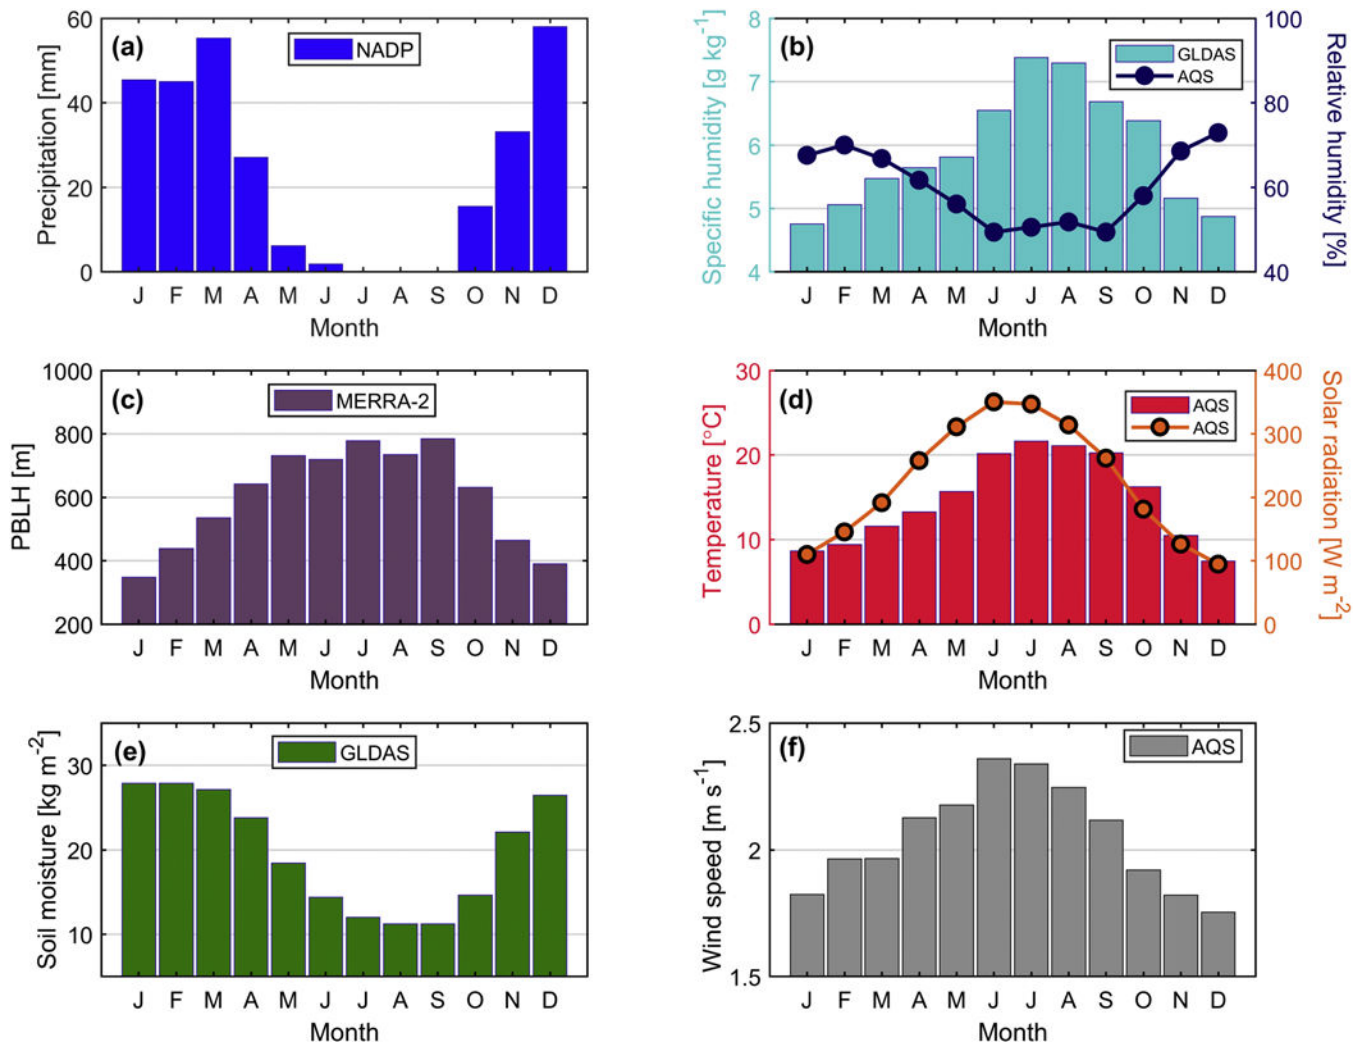 (a)
NADP
Precipitation [mm]
60
40
20
0
J F M A M J J A S O N D
Month
(b)
GLDAS
AQS
Specific humidity [g kg-1]
8
7
6
5
4
Relative humidity [%]
100
80
60
40
J F M A M J J A S O N D
Month
(c)
MERRA-2
PBLH [m]
1000
800
600
400
200
J F M A M J J A S O N D
Month
(d)
AQS
AQS
Temperature [°C]
30
20
10
0
Solar radiation [W m-2]
400
300
200
100
0
J F M A M J J A S O N D
Month
(e)
GLDAS
Soil moisture [kg m-2]
30
20
10
J F M A M J J A S O N D
Month
(f)
AQS
Wind speed [m s-1]
2.5
2
1.5
J F M A M J J A S O N D
Month